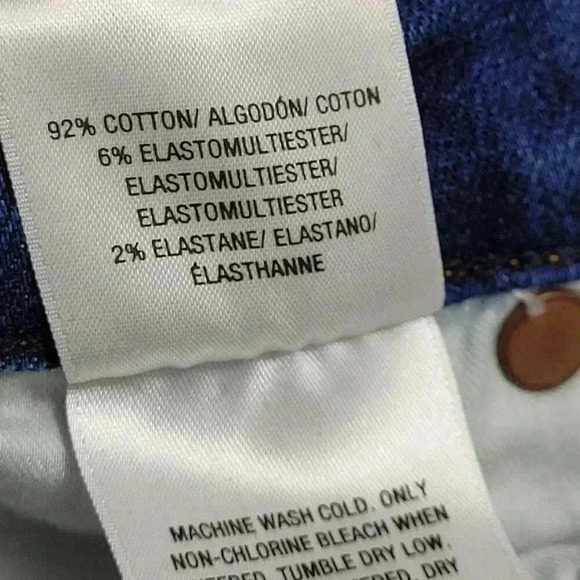 92% COTTON/ ALGODÓN/ COTON
6% ELASTOMULTIESTER/
ELASTOMULTIESTER/
ELASTOMULTIESTER
2% ELASTANE/ ELASTANO/
ÉLASTHANNE
MACHINE WASH COLD. ONLY
NON-CHLORINE BLEACH WHEN
TUMBLE DRY LOW.
DRY